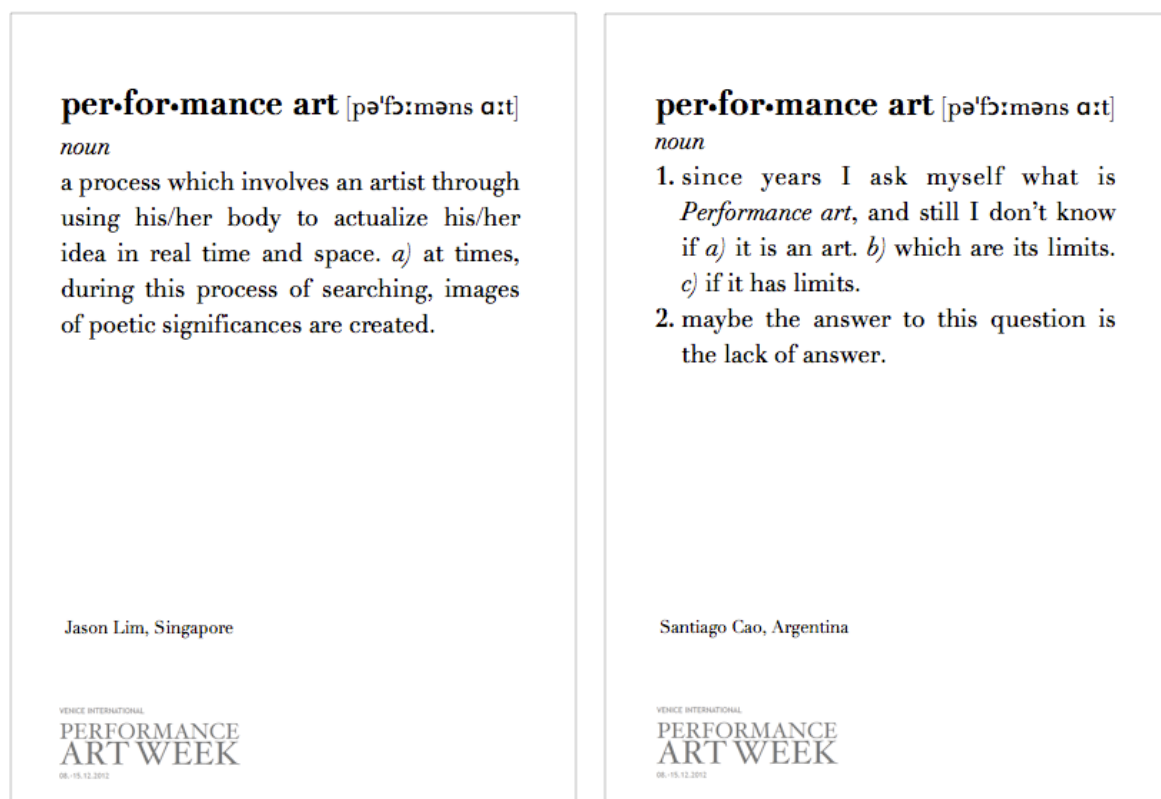 per•for•mance art [pə'fɔːməns ɑːt]
noun
a process which involves an artist through
using his/her body to actualize his/her
idea in real time and space. a) at times,
during this process of searching, images
of poetic significances are created.
Jason Lim, Singapore
VENICE INTERNATIONAL
PERFORMANCE
ART WEEK
08.-15.12.2012
per•for•mance art [pə'fɔːməns ɑːt]
noun
1. since years I ask myself what is
Performance art, and still I don't know
if a) it is an art. b) which are its limits.
c) if it has limits.
2. maybe the answer to this question is
the lack of answer.
Santiago Cao, Argentina
VENICE INTERNATIONAL
PERFORMANCE
ART WEEK
08.-15.12.2012